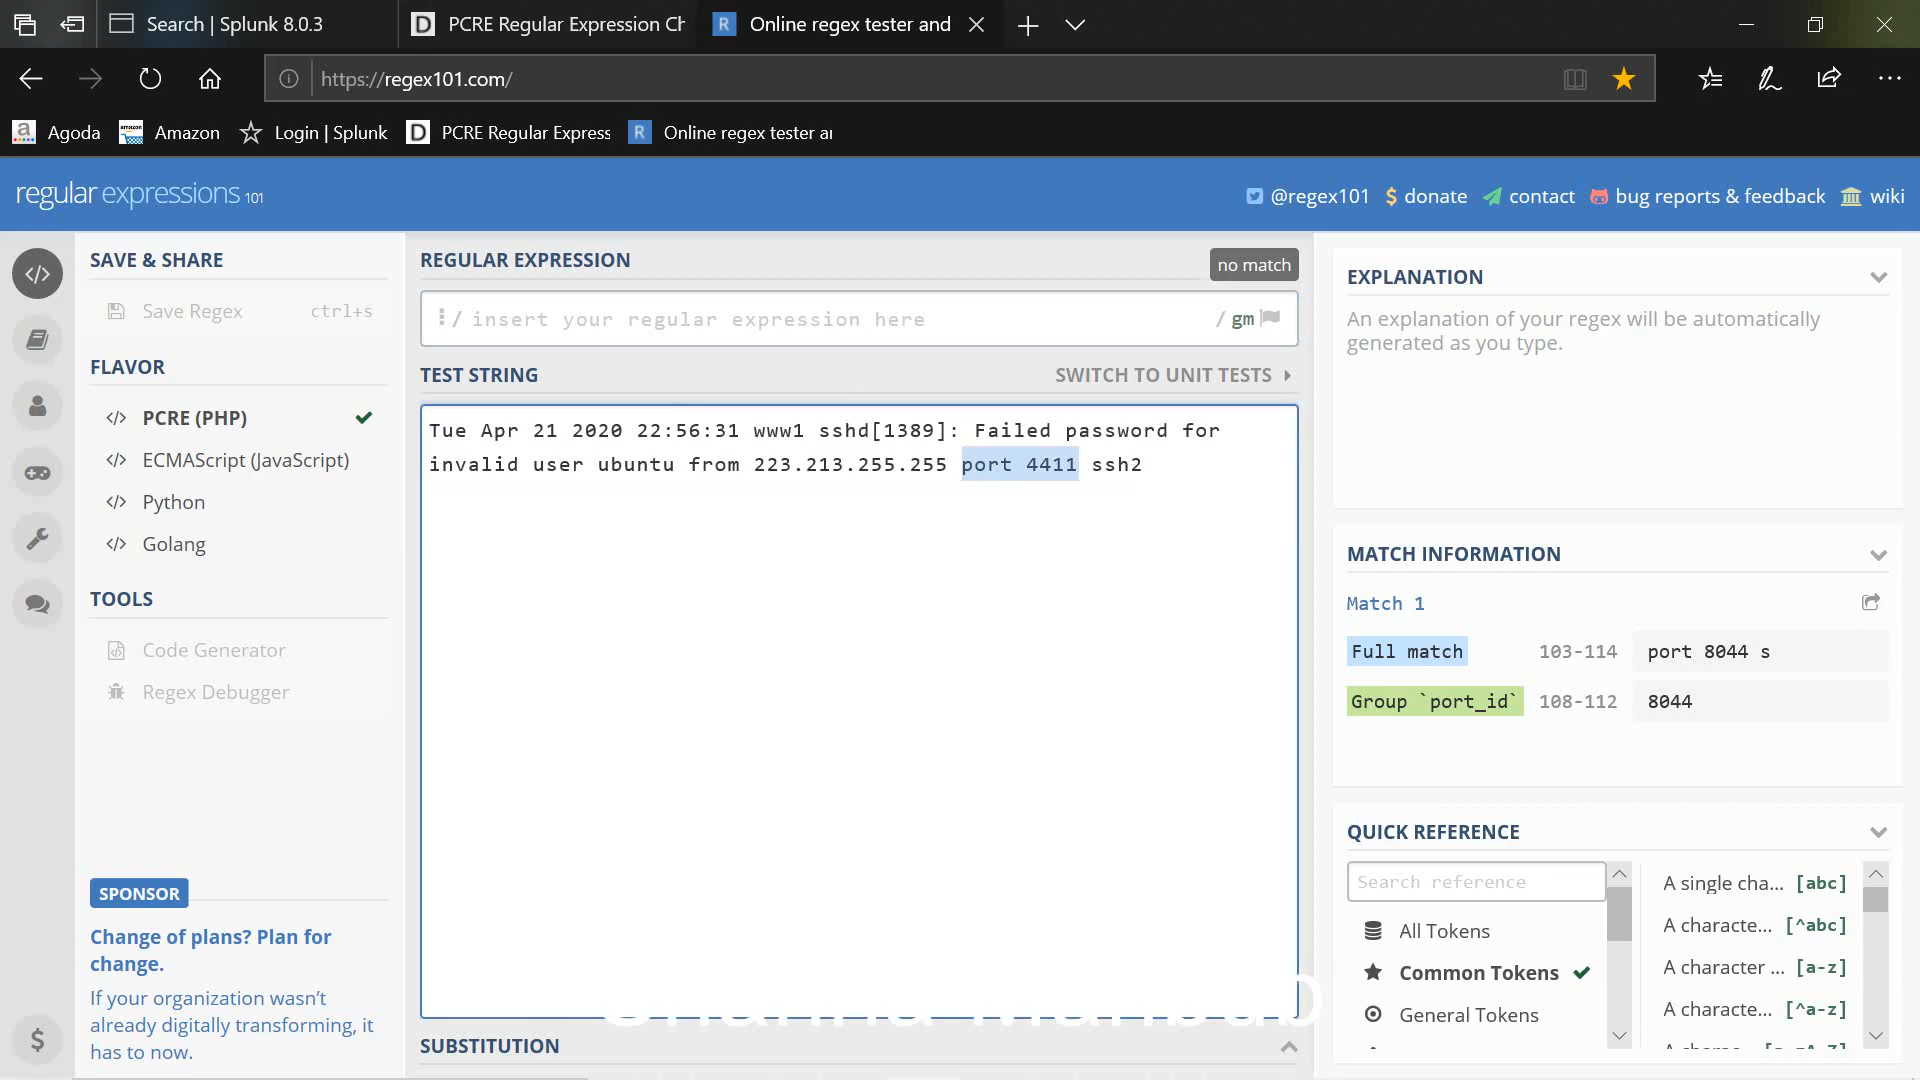 Search | Splunk 8.0.3
PCRE Regular Expression Ch
Online regex tester and
https://regex101.com/
Agoda
Amazon
Login | Splunk
PCRE Regular Express
Online regex tester ar
regular expressions 101
@regex101
$ donate
contact
bug reports & feedback
wiki
SAVE & SHARE
Save Regex ctrl+s
FLAVOR
</> PCRE (PHP)
</> ECMAScript (JavaScript)
</> Python
</> Golang
TOOLS
Code Generator
Regex Debugger
SPONSOR
Change of plans? Plan for
change.
If your organization wasn't
already digitally transforming, it
has to now.
REGULAR EXPRESSION
no match
/ insert your regular expression here / gm
TEST STRING
SWITCH TO UNIT TESTS
Tue Apr 21 2020 22:56:31 www1 sshd[1389]: Failed password for
invalid user ubuntu from 223.213.255.255 port 4411 ssh2
SUBSTITUTION
EXPLANATION
An explanation of your regex will be automatically
generated as you type.
MATCH INFORMATION
Match 1
Full match 103-114 port 8044 s
Group `port_id` 108-112 8044
QUICK REFERENCE
Search reference
All Tokens
Common Tokens
General Tokens
A single cha... [abc]
A characte... [^abc]
A character ... [a-z]
A characte... [^a-z]